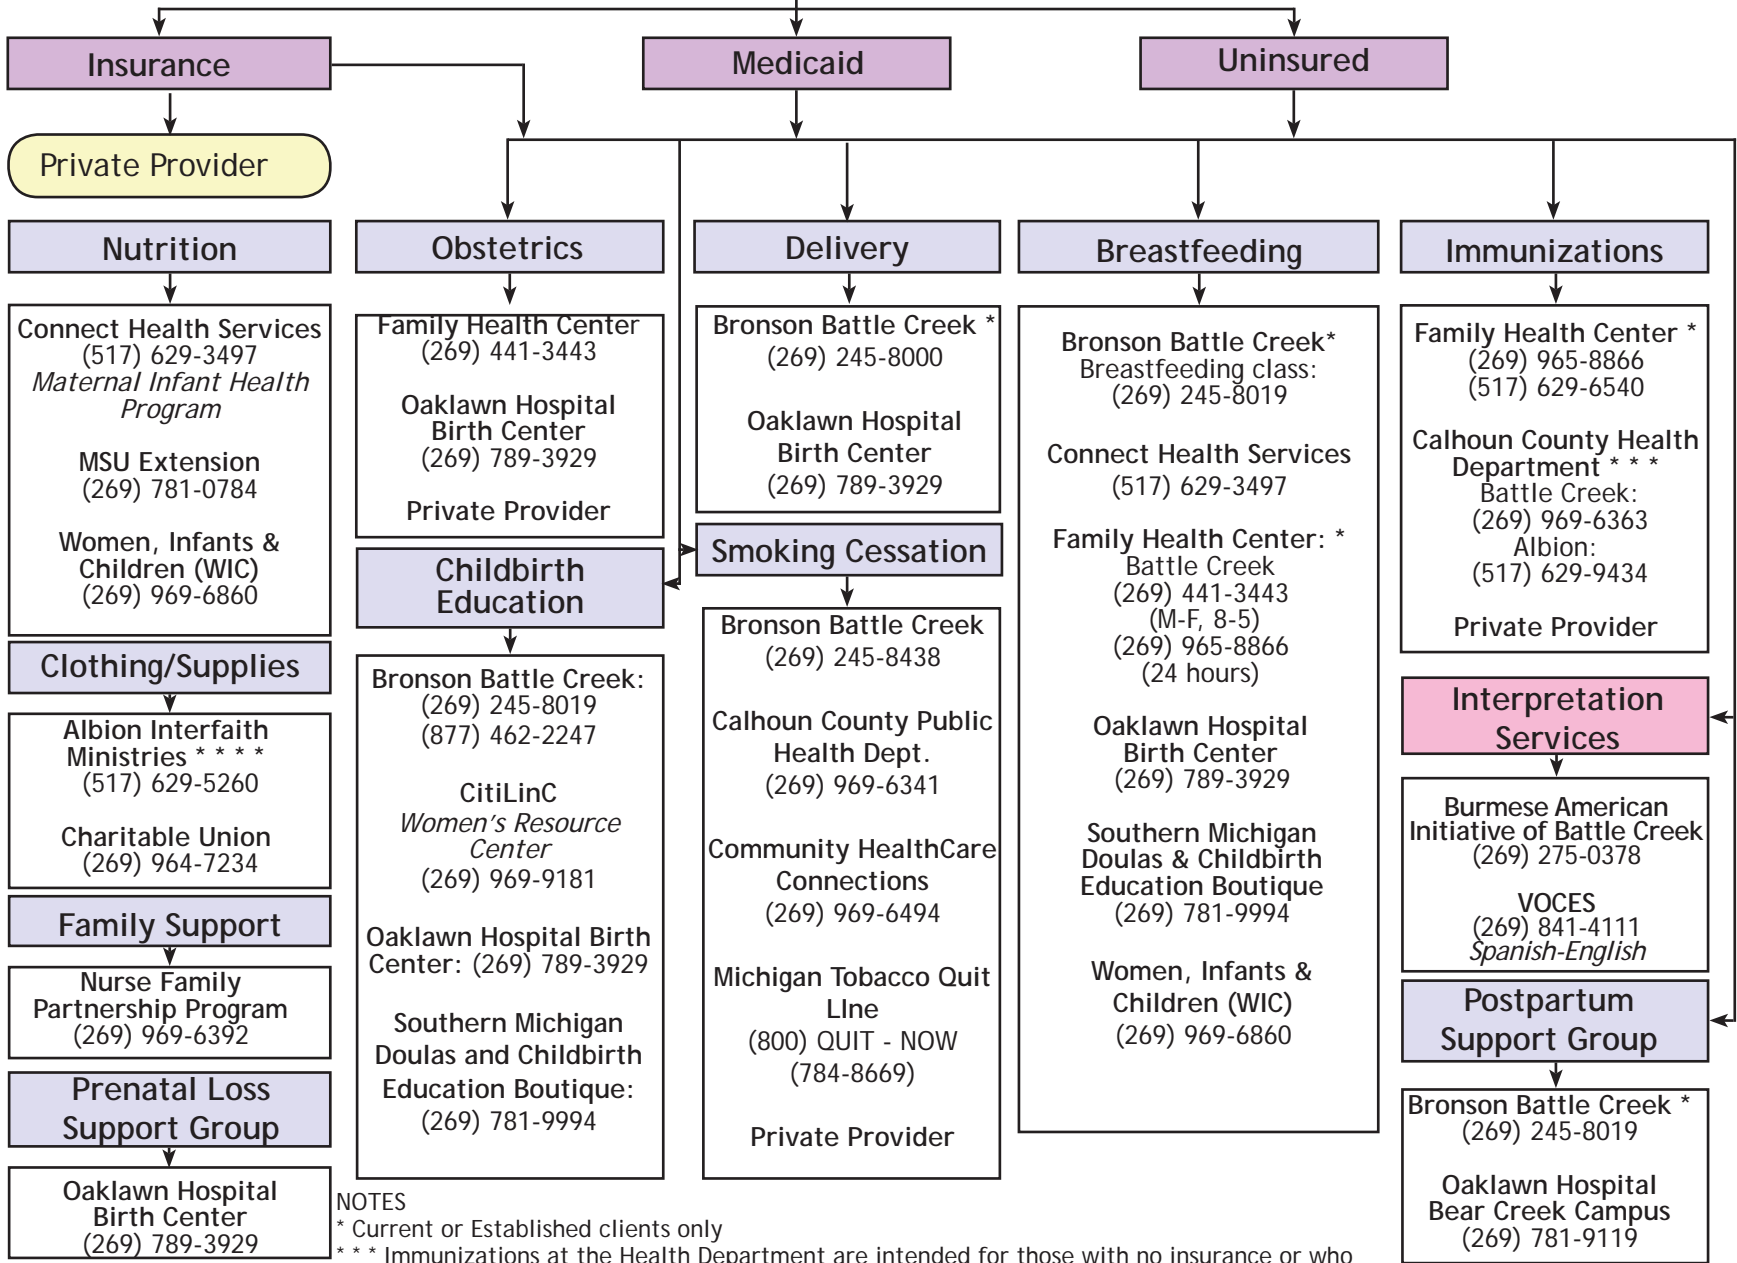 Insurance
Medicaid
Uninsured
Private Provider
Nutrition
Connect Health Services
(517) 629-3497
Maternal Infant Health
Program
MSU Extension
(269) 781-0784
Women, Infants &
Children (WIC)
(269) 969-6860
Clothing/Supplies
Albion Interfaith
Ministries * * * *
(517) 629-5260
Charitable Union
(269) 964-7234
Family Support
Nurse Family
Partnership Program
(269) 969-6392
Prenatal Loss
Support Group
Oaklawn Hospital
Birth Center
(269) 789-3929
Obstetrics
Family Health Center
(269) 441-3443
Oaklawn Hospital
Birth Center
(269) 789-3929
Private Provider
Childbirth
Education
Bronson Battle Creek:
(269) 245-8019
(877) 462-2247
CitiLinC
Women's Resource
Center
(269) 969-9181
Oaklawn Hospital Birth
Center: (269) 789-3929
Southern Michigan
Doulas and Childbirth
Education Boutique:
(269) 781-9994
Delivery
Bronson Battle Creek *
(269) 245-8000
Oaklawn Hospital
Birth Center
(269) 789-3929
Smoking Cessation
Bronson Battle Creek
(269) 245-8438
Calhoun County Public
Health Dept.
(269) 969-6341
Community HealthCare
Connections
(269) 969-6494
Michigan Tobacco Quit
LIne
(800) QUIT - NOW
(784-8669)
Private Provider
Breastfeeding
Bronson Battle Creek*
Breastfeeding class:
(269) 245-8019
Connect Health Services
(517) 629-3497
Family Health Center: *
Battle Creek
(269) 441-3443
(M-F, 8-5)
(269) 965-8866
(24 hours)
Oaklawn Hospital
Birth Center
(269) 789-3929
Southern Michigan
Doulas & Childbirth
Education Boutique
(269) 781-9994
Women, Infants &
Children (WIC)
(269) 969-6860
Immunizations
Family Health Center *
(269) 965-8866
(517) 629-6540
Calhoun County Health
Department * * *
Battle Creek:
(269) 969-6363
Albion:
(517) 629-9434
Private Provider
Interpretation
Services
Burmese American
Initiative of Battle Creek
(269) 275-0378
VOCES
(269) 841-4111
Spanish-English
Postpartum
Support Group
Bronson Battle Creek *
(269) 245-8019
Oaklawn Hospital
Bear Creek Campus
(269) 781-9119
NOTES
* Current or Established clients only
* * * Immunizations at the Health Department are intended for those with no insurance or who